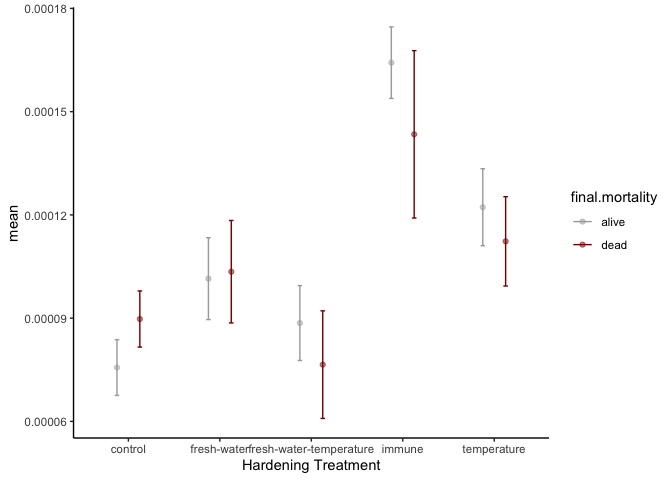 0.00018
0.00015
0.00012
0.00009
0.00006
mean
control fresh-water fresh-water-temperature immune temperature
Hardening Treatment
final.mortality
alive
dead